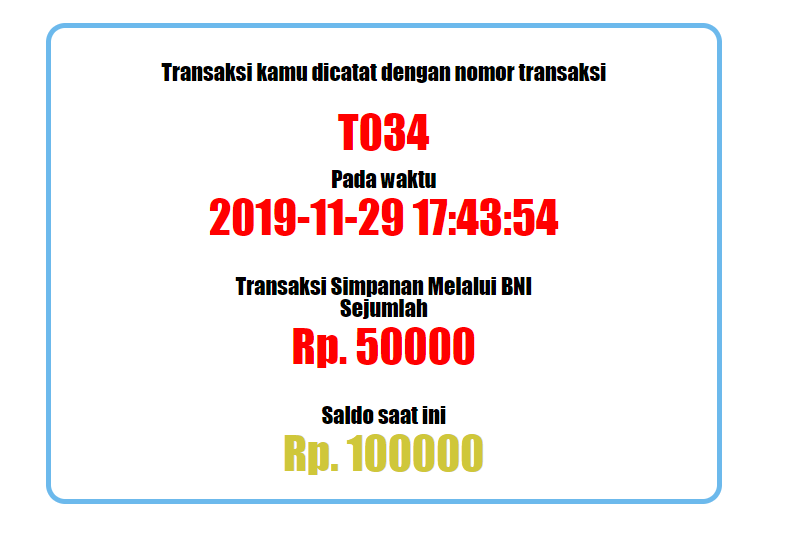 Transaksi kamu dicatat dengan nomor transaksi
T034
Pada waktu
2019-11-29 17:43:54
Transaksi Simpanan Melalui BNI
Sejumlah
Rp. 50000
Saldo saat ini
Rp. 100000